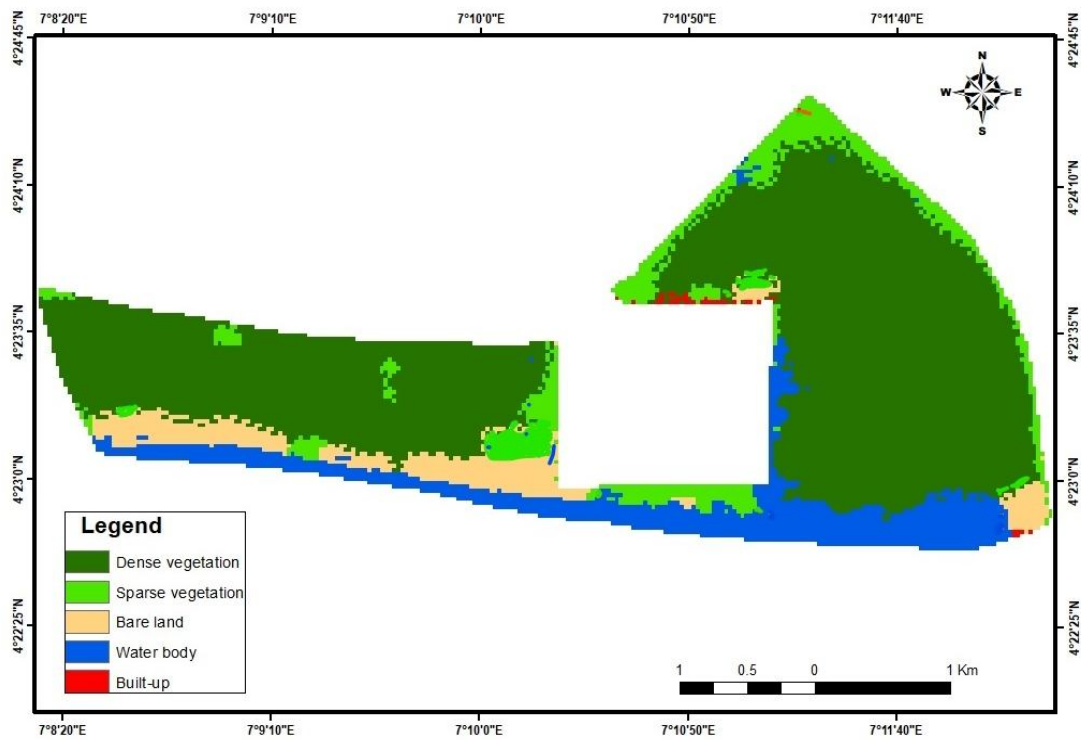 7°8'20"E 7°9'10"E 7°10'0"E 7°10'50"E 7°11'40"E
4°24'45"N 4°24'45"N
N
W E
S
4°24'10"N 4°24'10"N
4°23'35"N 4°23'35"N
4°23'0"N 4°23'0"N
Legend
Dense vegetation
Sparse vegetation
Bare land
Water body
Built-up
4°22'25"N 4°22'25"N
1 0.5 0 1 Km
7°8'20"E 7°9'10"E 7°10'0"E 7°10'50"E 7°11'40"E